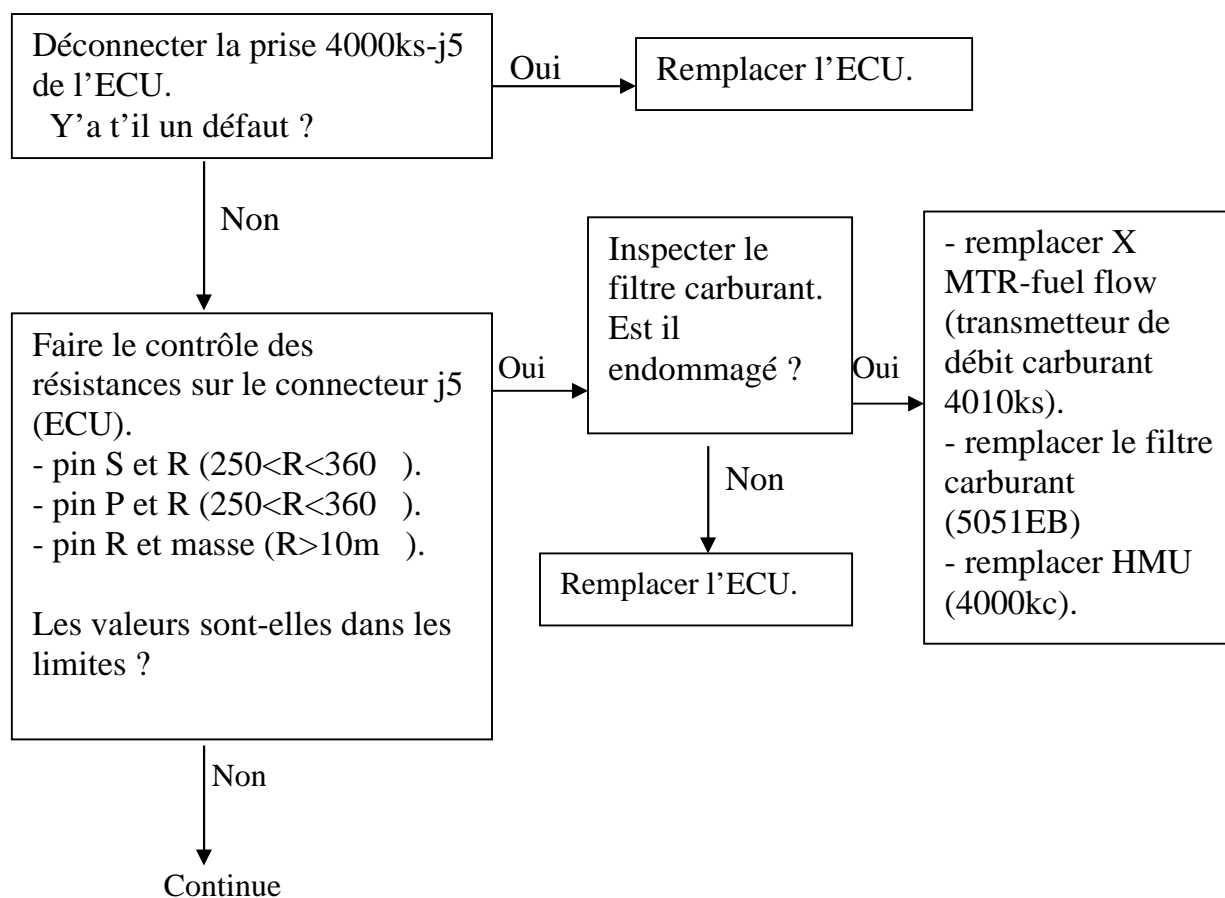 Déconnecter la prise 4000ks-j5
de l’ECU.
Y’a t’il un défaut ?
Oui
Remplacer l’ECU.
Non
Faire le contrôle des
résistances sur le connecteur j5
(ECU).
- pin S et R (250<R<360   ).
- pin P et R (250<R<360   ).
- pin R et masse (R>10m   ).
Les valeurs sont-elles dans les
limites ?
Oui
Inspecter le
filtre carburant.
Est il
endommagé ?
Oui
- remplacer X
MTR-fuel flow
(transmetteur de
débit carburant
4010ks).
- remplacer le filtre
carburant
(5051EB)
- remplacer HMU
(4000kc).
Non
Remplacer l’ECU.
Non
Continue